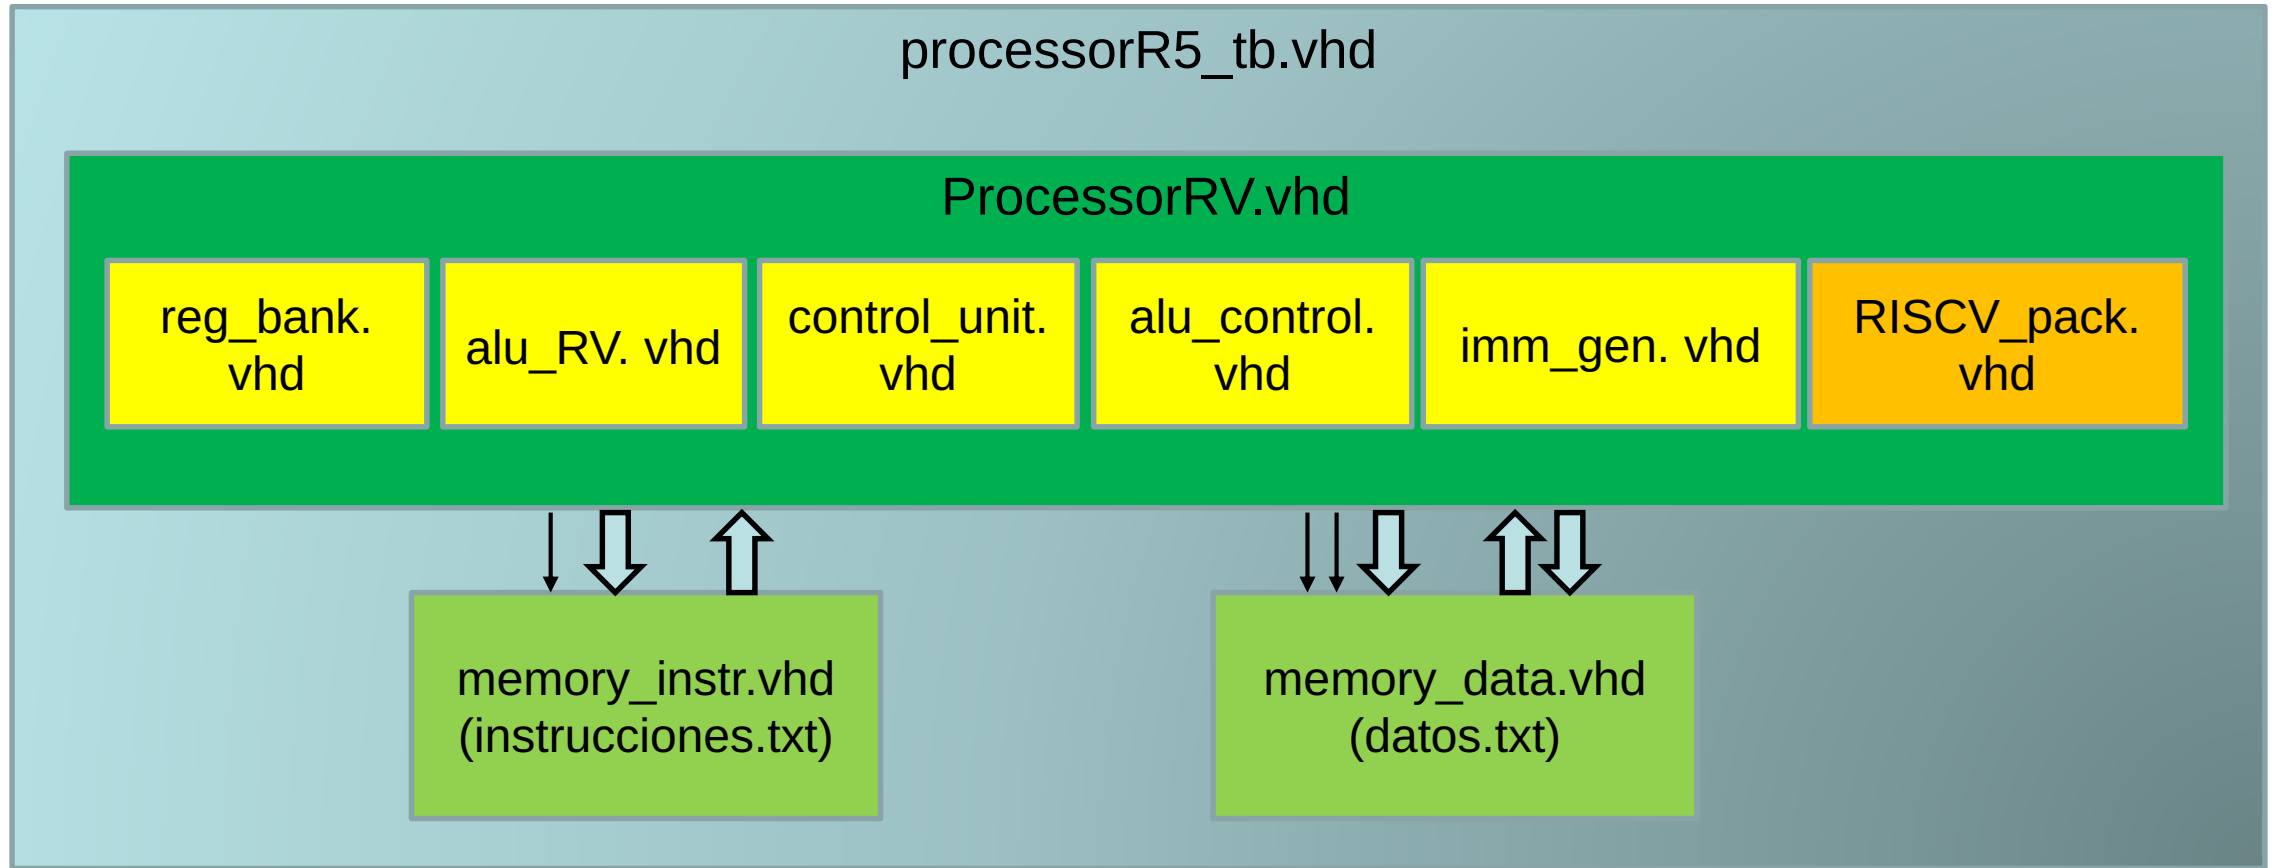 processorR5_tb.vhd
ProcessorRV.vhd
reg_bank.
vhd
alu_RV. vhd
control_unit.
vhd
alu_control.
vhd
imm_gen. vhd
RISCV_pack.
vhd
memory_instr.vhd
(instrucciones.txt)
memory_data.vhd
(datos.txt)